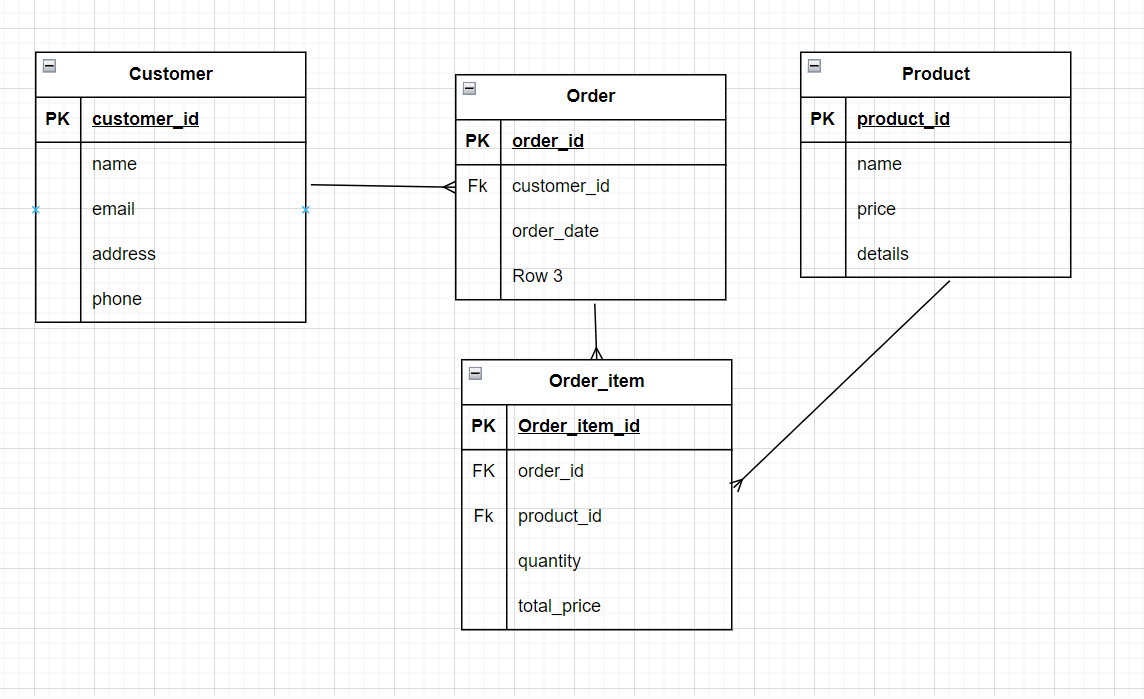 Customer
PK customer_id
name
email
address
phone
Order
PK order_id
Fk customer_id
order_date
Row 3
Product
PK product_id
name
price
details
Order_item
PK Order_item_id
FK order_id
Fk product_id
quantity
total_price